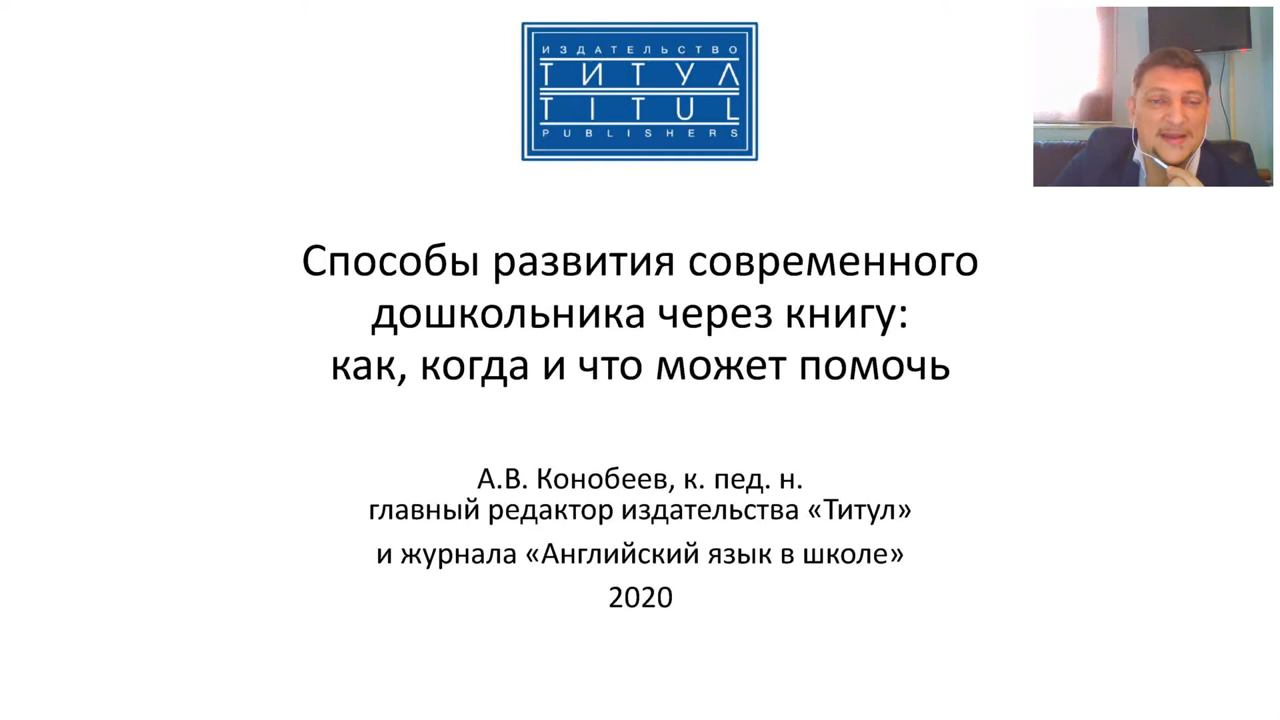 ИЗДАТЕЛЬСТВО
ТИТУЛ
TITUL
PUBLISHERS
Способы развития современного
дошкольника через книгу:
как, когда и что может помочь
А.В. Конобеев, к. пед. н.
главный редактор издательства «Титул»
и журнала «Английский язык в школе»
2020